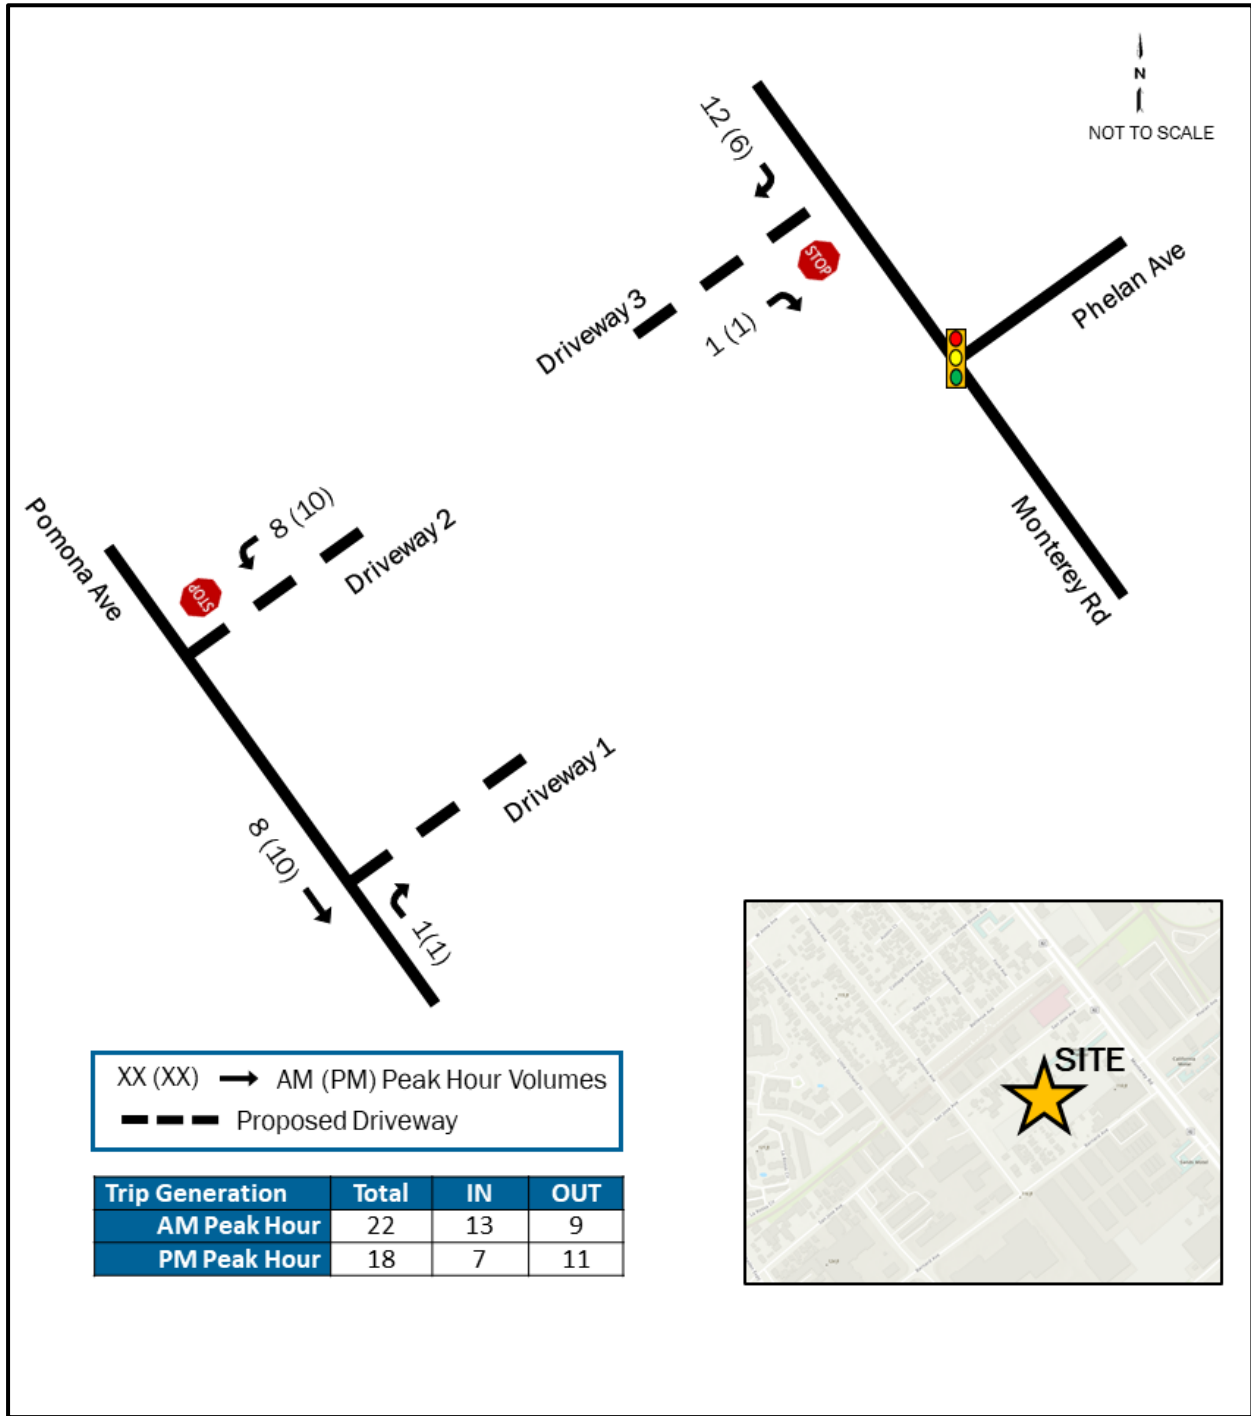 N
NOT TO SCALE
12 (6)
STOP
Driveway 3
1 (1)
Phelan Ave
Monterey Rd
Pomona Ave
8 (10)
STOP
Driveway 2
Driveway 1
8 (10)
1(1)
SITE
XX (XX) AM (PM) Peak Hour Volumes
Proposed Driveway
Trip Generation Total IN OUT
AM Peak Hour 22 13 9
PM Peak Hour 18 7 11